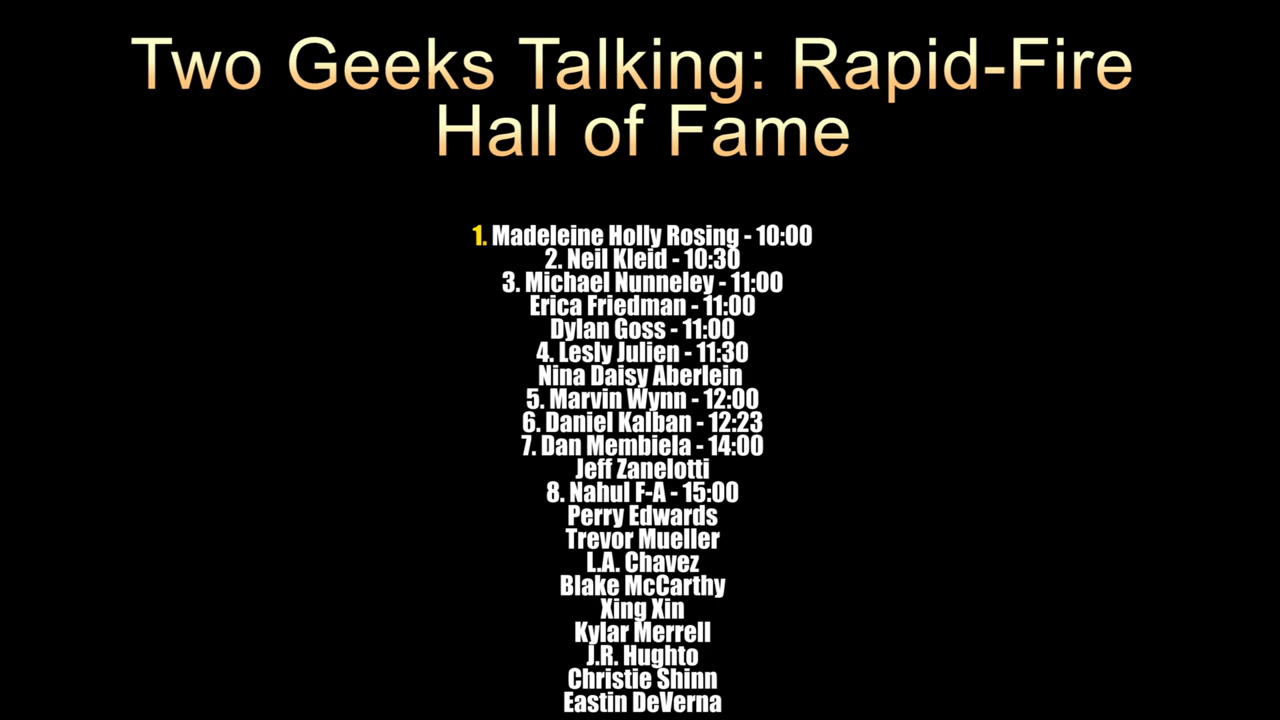 Two Geeks Talking: Rapid-Fire
Hall of Fame
1. Madeleine Holly Rosing - 10:00
2. Neil Kleid - 10:30
3. Michael Nunneley - 11:00
Erica Friedman - 11:00
Dylan Goss - 11:00
4. Lesly Julien - 11:30
Nina Daisy Aberlein
5. Marvin Wynn - 12:00
6. Daniel Kalban - 12:23
7. Dan Membiela - 14:00
Jeff Zanelotti
8. Nahul F-A - 15:00
Perry Edwards
Trevor Mueller
L.A. Chavez
Blake McCarthy
Xing Xin
Kylar Merrell
J.R. Hughto
Christie Shinn
Eastin DeVerna